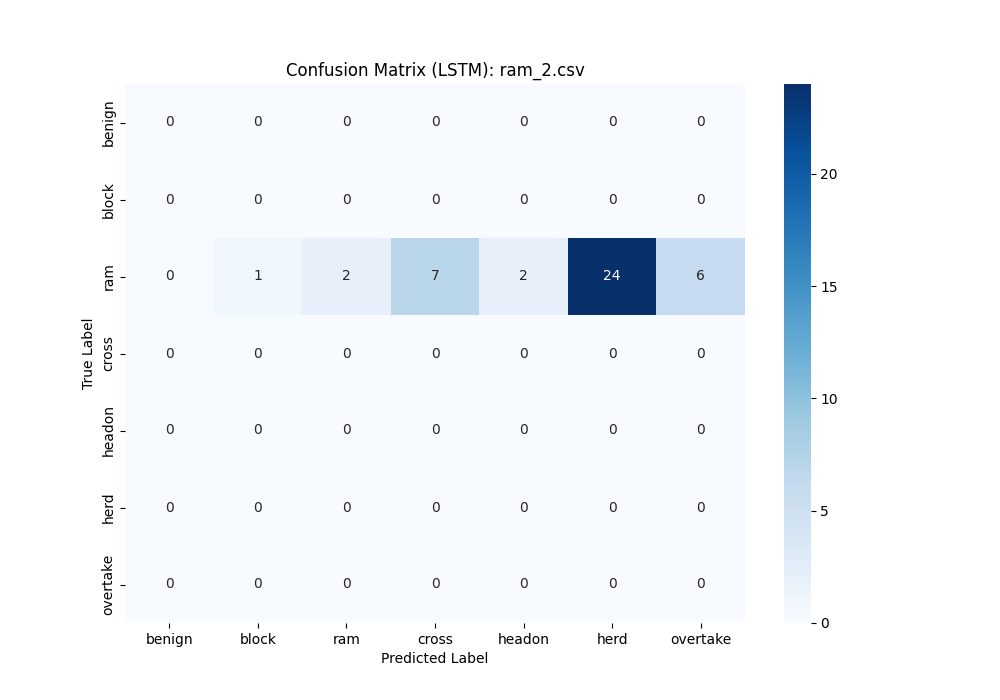 Confusion Matrix (LSTM): ram_2.csv
benign 0 0 0 0 0 0 0
block 0 0 0 0 0 0 0
ram 0 1 2 7 2 24 6
cross 0 0 0 0 0 0 0
headon 0 0 0 0 0 0 0
herd 0 0 0 0 0 0 0
overtake 0 0 0 0 0 0 0
True Label
benign block ram cross headon herd overtake
Predicted Label
20
15
10
5
0